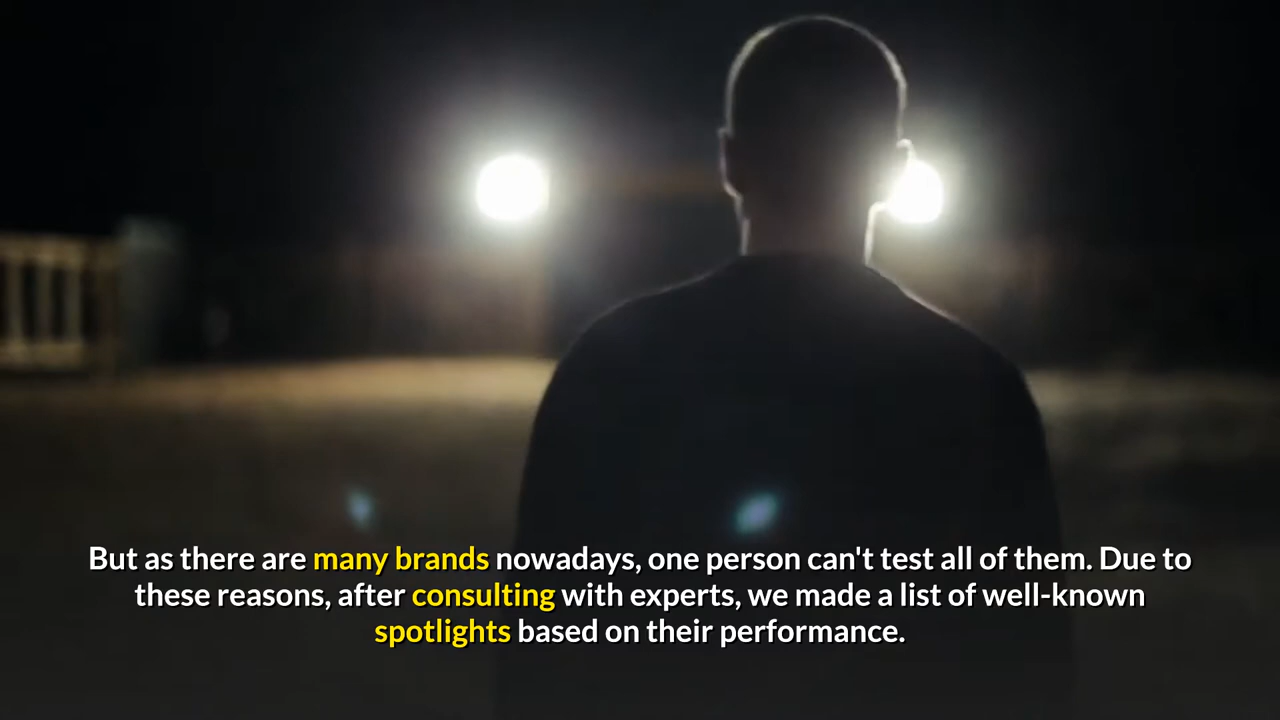 But as there are many brands nowadays, one person can't test all of them. Due to
these reasons, after consulting with experts, we made a list of well-known
spotlights based on their performance.